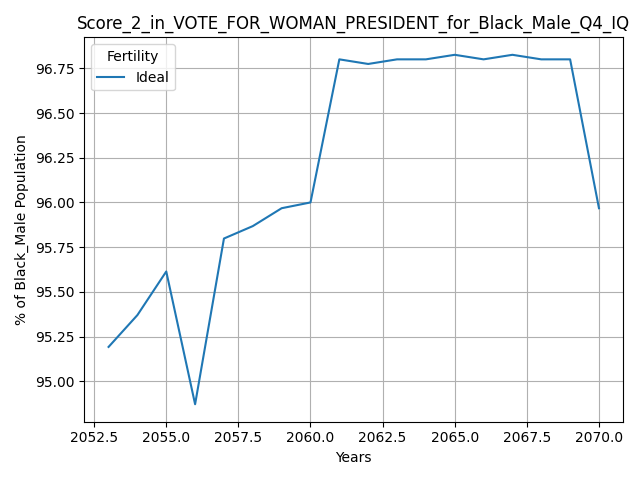 Score_2_in_VOTE_FOR_WOMAN_PRESIDENT_for_Black_Male_Q4_IQ
Fertility
Ideal
% of Black_Male Population
96.75
96.50
96.25
96.00
95.75
95.50
95.25
95.00
2052.5 2055.0 2057.5 2060.0 2062.5 2065.0 2067.5 2070.0
Years